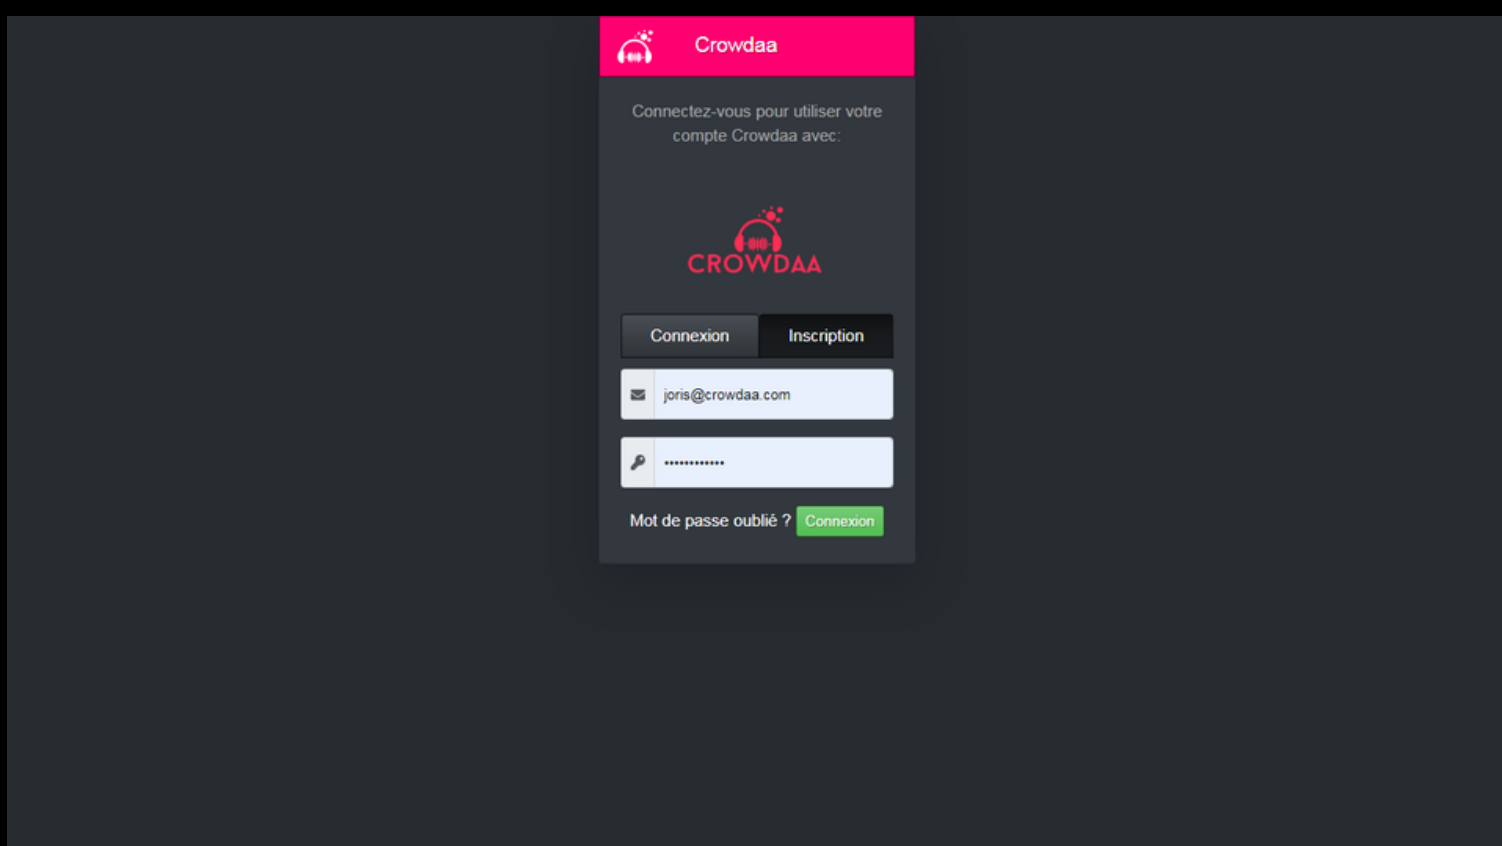 Crowdaa
Connectez-vous pour utiliser votre
compte Crowdaa avec:
CROWDAA
Connexion Inscription
joris@crowdaa.com
••••••••••••
Mot de passe oublié ? Connexion